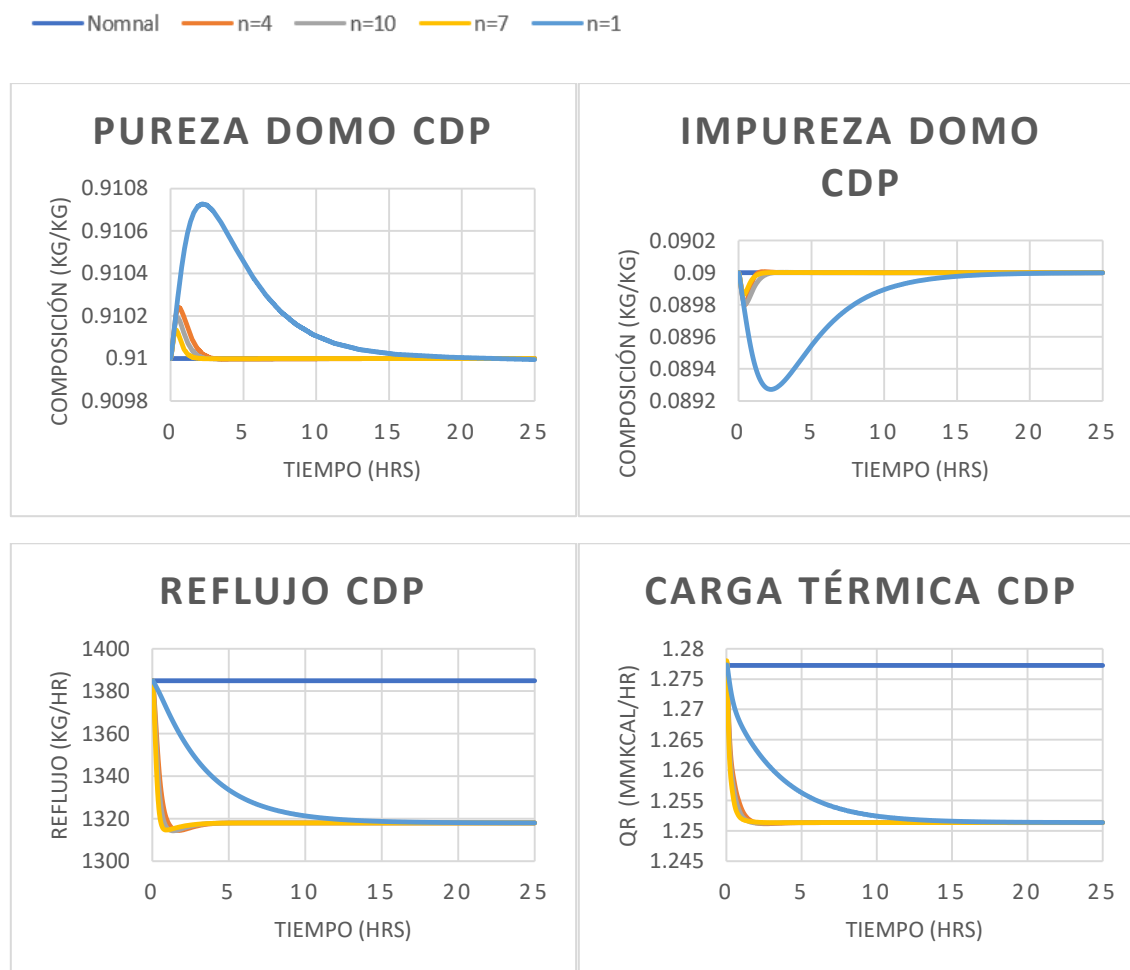 Nomnal n=4 n=10 n=7 n=1
PUREZA DOMO CDP
COMPOSICIÓN (KG/KG)
0.9108
0.9106
0.9104
0.9102
0.91
0.9098
0 5 10 15 20 25
TIEMPO (HRS)
IMPUREZA DOMO
CDP
COMPOSICIÓN (KG/KG)
0.0902
0.09
0.0898
0.0896
0.0894
0.0892
0 5 10 15 20 25
TIEMPO (HRS)
REFLUJO CDP
REFLUJO (KG/HR)
1400
1380
1360
1340
1320
1300
0 5 10 15 20 25
TIEMPO (HRS)
CARGA TÉRMICA CDP
QR (MMKCAL/HR)
1.28
1.275
1.27
1.265
1.26
1.255
1.25
1.245
0 5 10 15 20 25
TIEMPO (HRS)